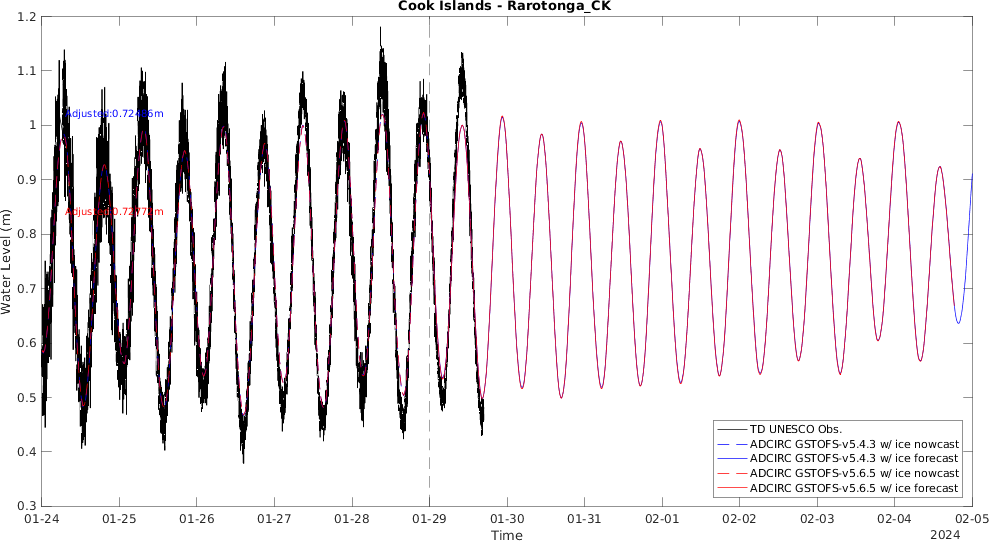 Cook Islands - Rarotonga_CK
1.2
1.1
1
0.9
0.8
0.7
0.6
0.5
0.4
0.3
Water Level (m)
TD UNESCO Obs.
ADCIRC GSTOFS-v5.4.3 w/ ice nowcast
ADCIRC GSTOFS-v5.4.3 w/ ice forecast
ADCIRC GSTOFS-v5.6.5 w/ ice nowcast
ADCIRC GSTOFS-v5.6.5 w/ ice forecast
01-24 01-25 01-26 01-27 01-28 01-29 01-30 01-31 02-01 02-02 02-03 02-04 02-05
Time
2024